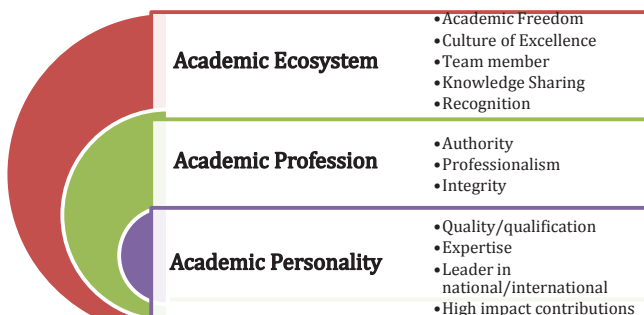 Academic Ecosystem
•Academic Freedom
•Culture of Excellence
•Team member
•Knowledge Sharing
•Recognition
Academic Profession
•Authority
•Professionalism
•Integrity
Academic Personality
•Quality/qualification
•Expertise
•Leader in
national/international
•High impact contributions